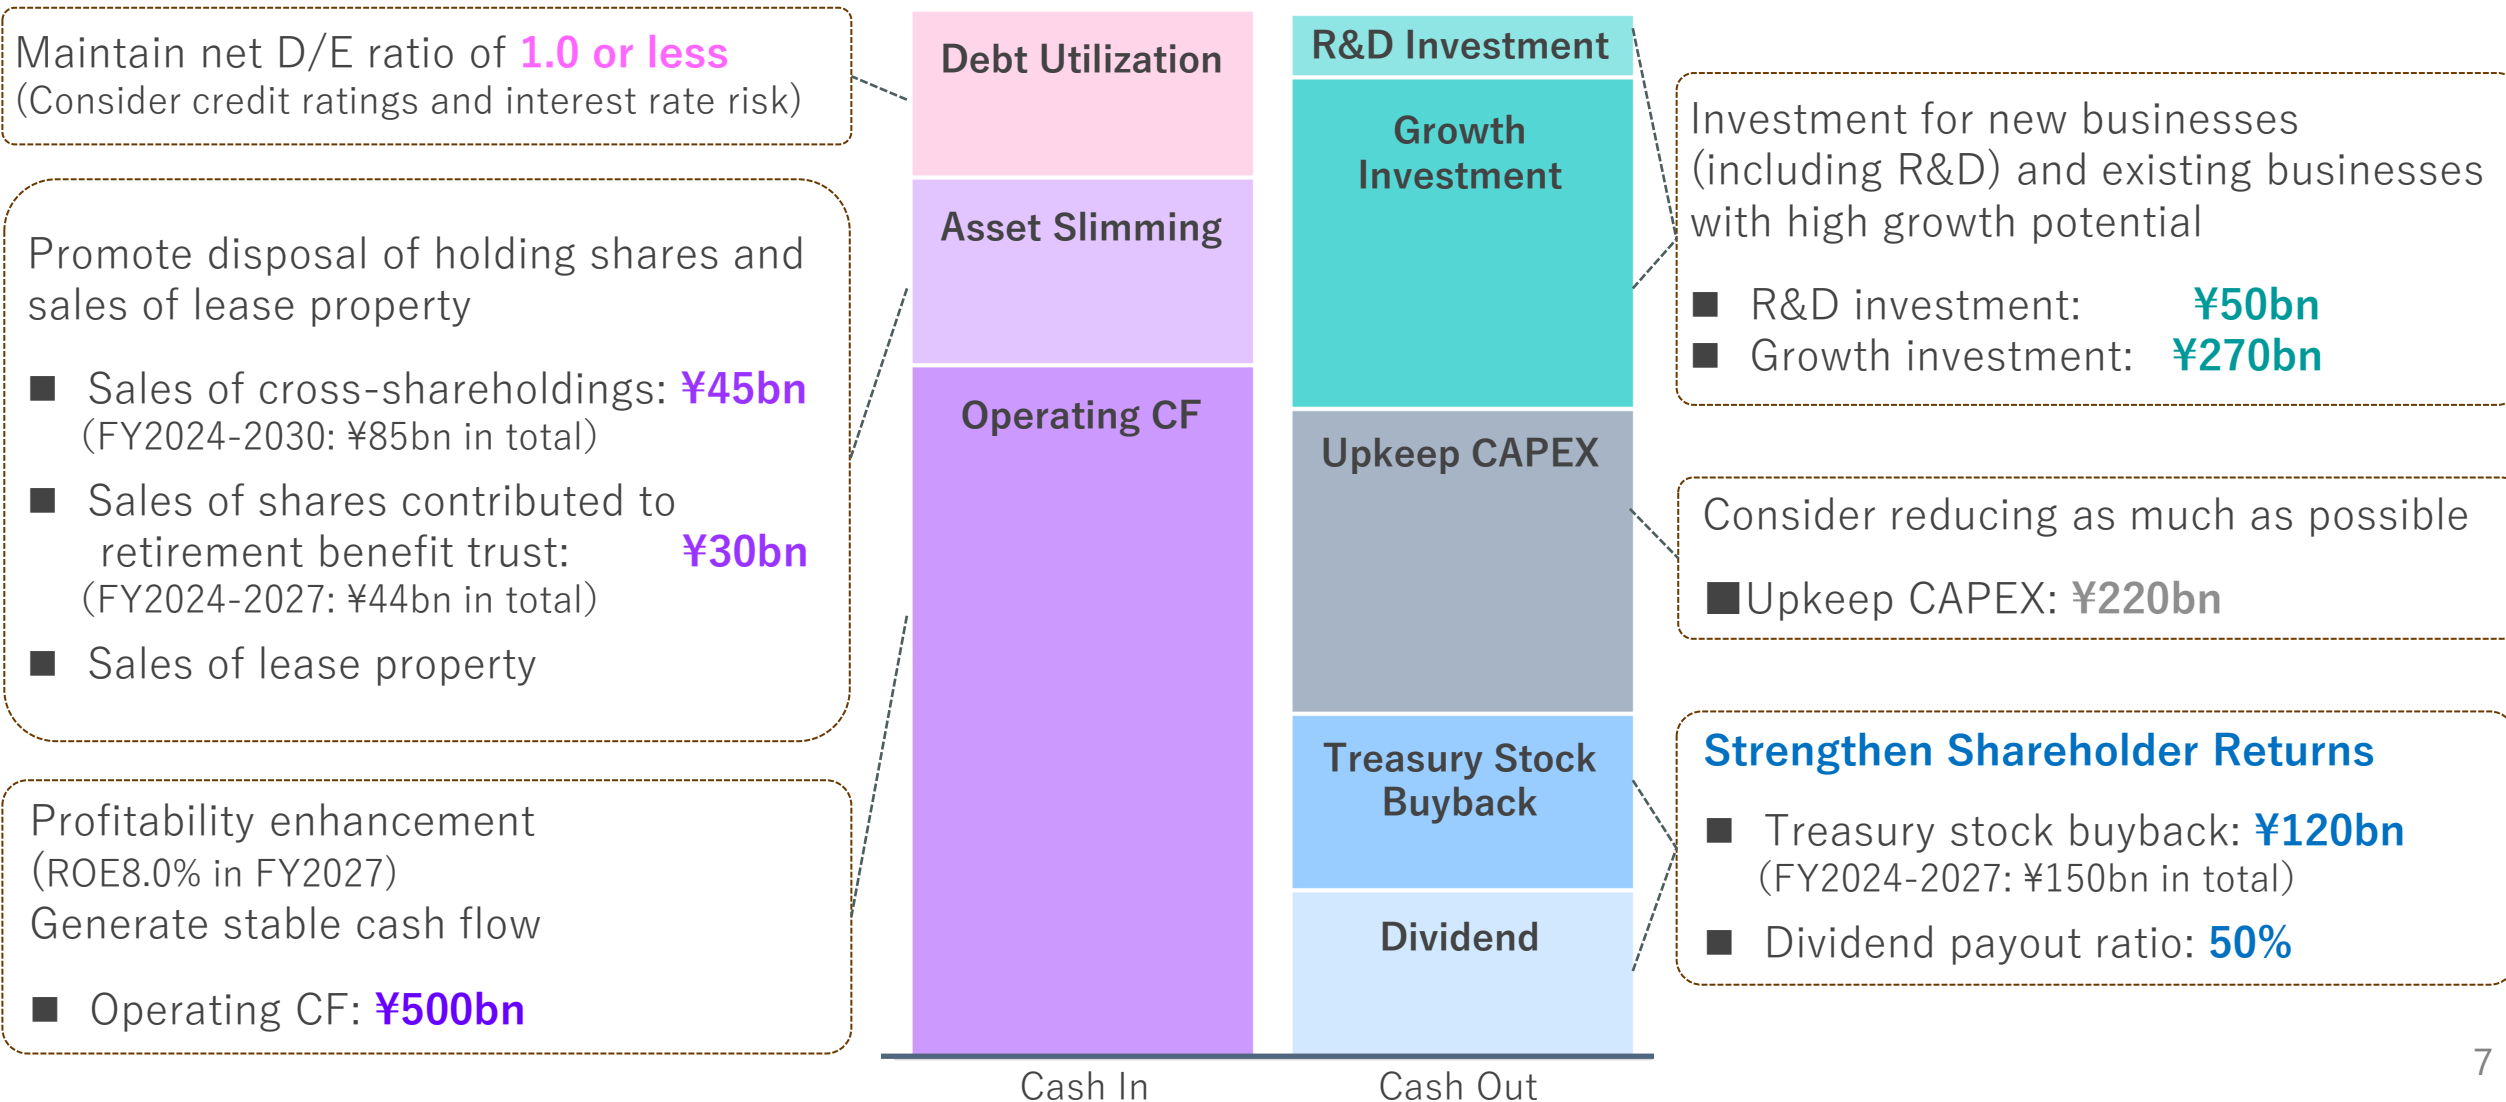 Maintain net D/E ratio of 1.0 or less
(Consider credit ratings and interest rate risk)
Promote disposal of holding shares and
sales of lease property
■ Sales of cross-shareholdings: ¥45bn
(FY2024-2030: ¥85bn in total)
■ Sales of shares contributed to
retirement benefit trust: ¥30bn
(FY2024-2027: ¥44bn in total)
■ Sales of lease property
Profitability enhancement
(ROE8.0% in FY2027)
Generate stable cash flow
■ Operating CF: ¥500bn
Debt Utilization
Asset Slimming
Operating CF
Cash In
R&D Investment
Growth
Investment
Upkeep CAPEX
Treasury Stock
Buyback
Dividend
Cash Out
Investment for new businesses
(including R&D) and existing businesses
with high growth potential
■ R&D investment: ¥50bn
■ Growth investment: ¥270bn
Consider reducing as much as possible
■Upkeep CAPEX: ¥220bn
Strengthen Shareholder Returns
■ Treasury stock buyback: ¥120bn
(FY2024-2027: ¥150bn in total)
■ Dividend payout ratio: 50%
7